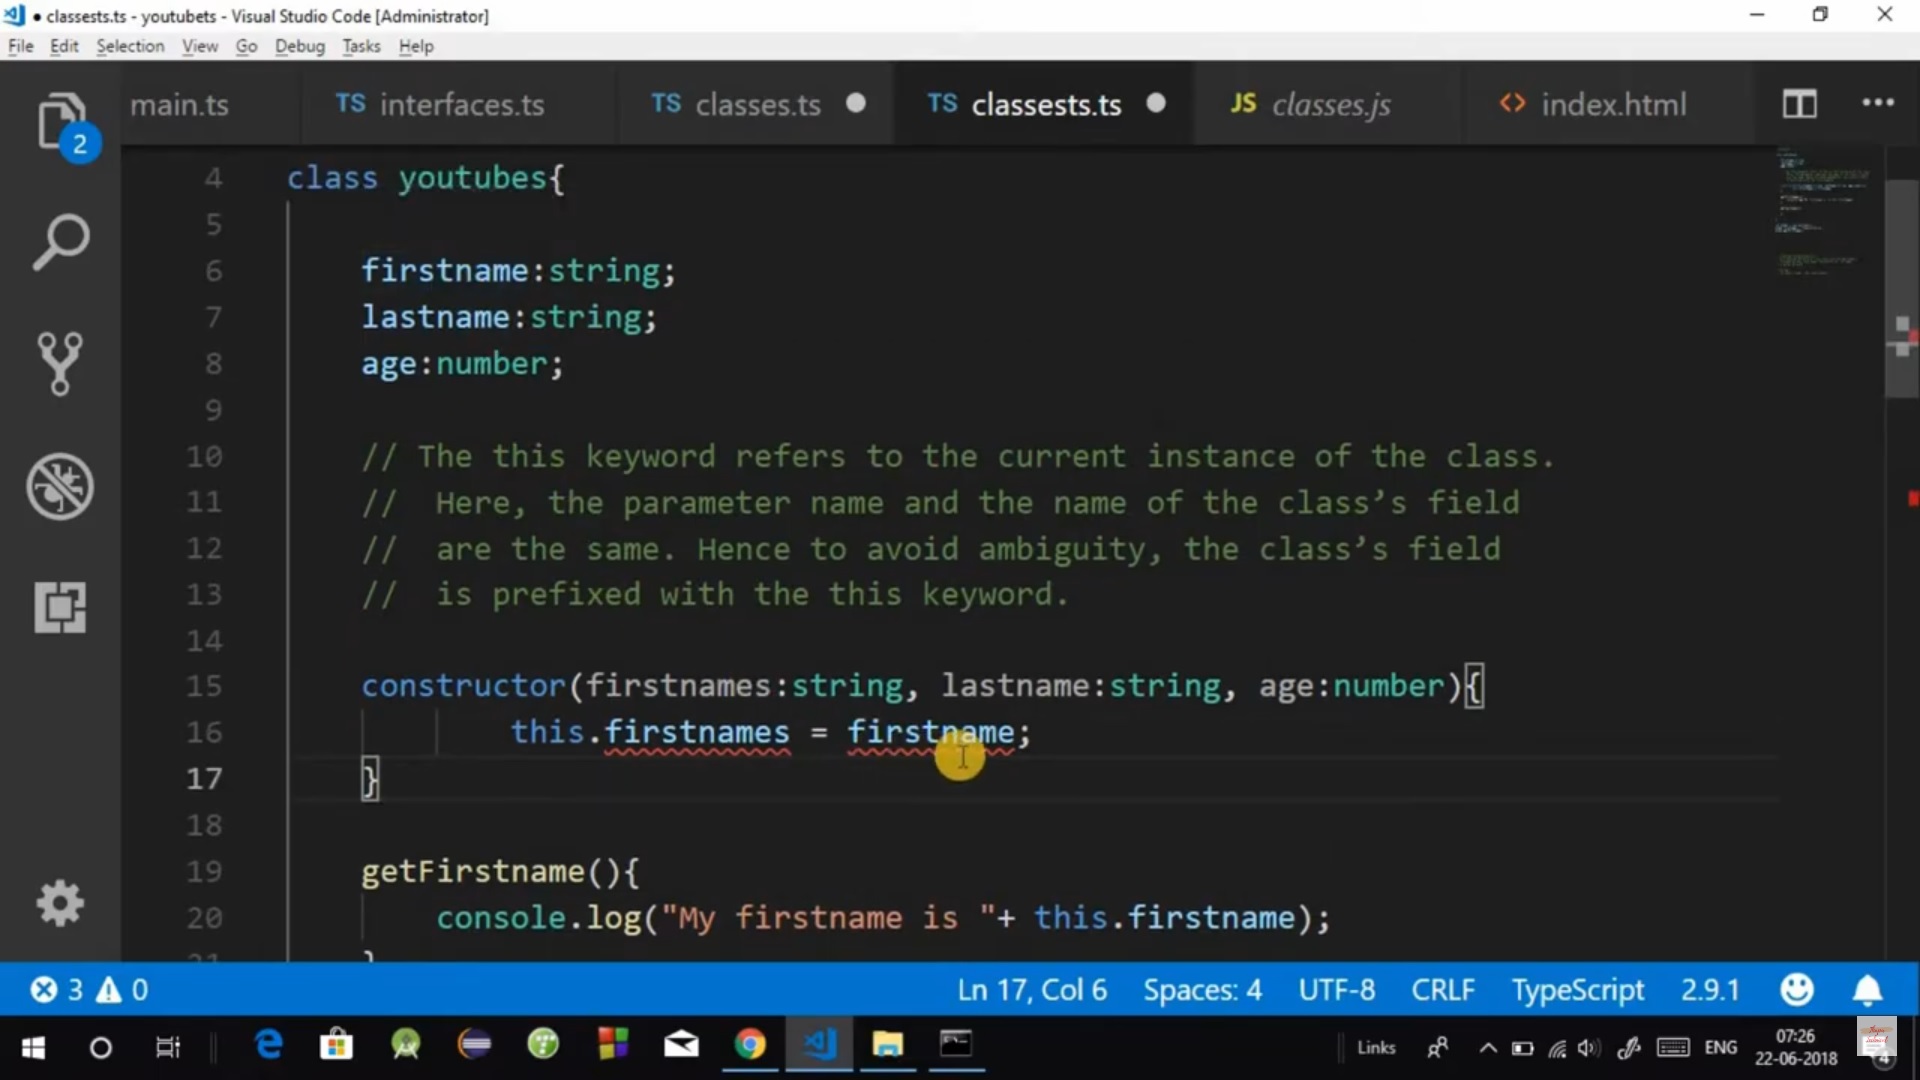 classests.ts - youtubets - Visual Studio Code [Administrator]
File Edit Selection View Go Debug Tasks Help
main.ts TS interfaces.ts TS classes.ts TS classests.ts JS classes.js <> index.html
2
4 class youtubes{
5
6 firstname:string;
7 lastname:string;
8 age:number;
9
10 // The this keyword refers to the current instance of the class.
11 //  Here, the parameter name and the name of the class’s field
12 //  are the same. Hence to avoid ambiguity, the class’s field
13 //  is prefixed with the this keyword.
14
15 constructor(firstnames:string, lastname:string, age:number){
16 this.firstnames = firstname;
17 }
18
19 getFirstname(){
20 console.log("My firstname is "+ this.firstname);
21 }
3 0 Ln 17, Col 6 Spaces: 4 UTF-8 CRLF TypeScript 2.9.1
Links ENG 07:26
22-06-2018
4